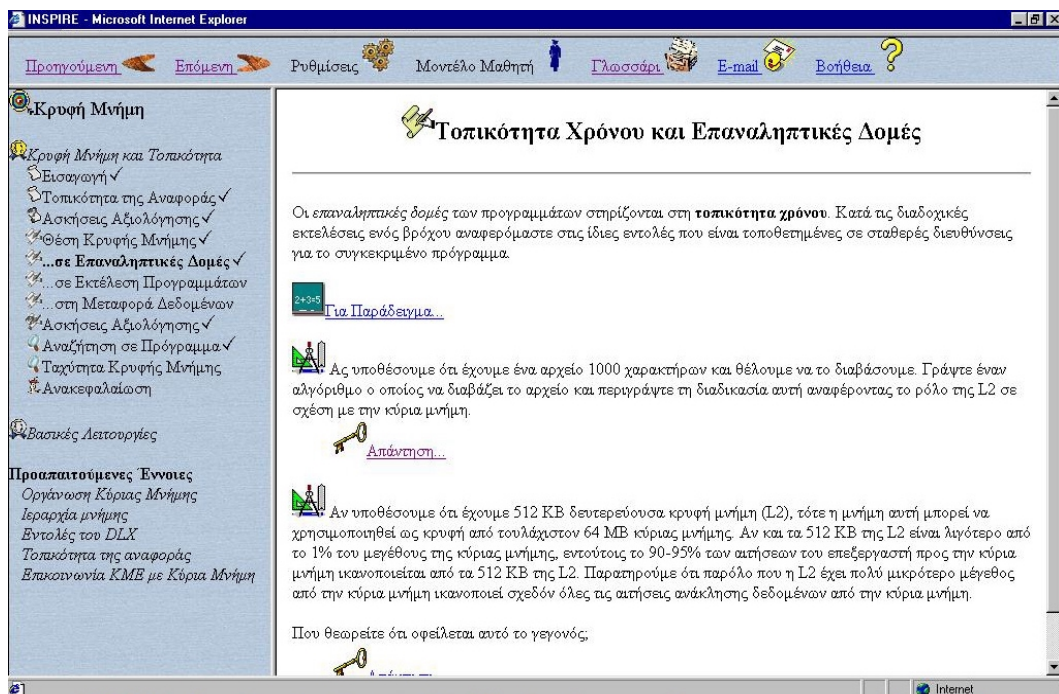 INSPIRE - Microsoft Internet Explorer
Προηγούμενη Επόμενη Ρυθμίσεις Μοντέλο Μαθητή Γλωσσάρι E-mail Βοήθεια
Κρυφή Μνήμη
Κρυφή Μνήμη και Τοπικότητα
Εισαγωγή ✓
Τοπικότητα της Αναφοράς ✓
Ασκήσεις Αξιολόγησης ✓
Θέση Κρυφής Μνήμης ✓
...σε Επαναληπτικές Δομές ✓
...σε Εκτέλεση Προγραμμάτων
...στη Μεταφορά Δεδομένων
Ασκήσεις Αξιολόγησης ✓
Αναζήτηση σε Πρόγραμμα ✓
Ταχύτητα Κρυφής Μνήμης
Ανακεφαλαίωση
Βασικές Λειτουργίες
Προαπαιτούμενες Έννοιες
Οργάνωση Κύριας Μνήμης
Ιεραρχία μνήμης
Εντολές του DLX
Τοπικότητα της αναφοράς
Επικοινωνία ΚΜΕ με Κύρια Μνήμη
Τοπικότητα Χρόνου και Επαναληπτικές Δομές
Οι επαναληπτικές δομές των προγραμμάτων στηρίζονται στη τοπικότητα χρόνου. Κατά τις διαδοχικές
εκτελέσεις ενός βρόχου αναφερόμαστε στις ίδιες εντολές που είναι τοποθετημένες σε σταθερές διευθύνσεις
για το συγκεκριμένο πρόγραμμα.
2+3=5
Για Παράδειγμα...
Ας υποθέσουμε ότι έχουμε ένα αρχείο 1000 χαρακτήρων και θέλουμε να το διαβάσουμε. Γράψτε έναν
αλγόριθμο ο οποίος να διαβάζει το αρχείο και περιγράψτε τη διαδικασία αυτή αναφέροντας το ρόλο της L2 σε
σχέση με την κύρια μνήμη.
Απάντηση...
Αν υποθέσουμε ότι έχουμε 512 KB δευτερεύουσα κρυφή μνήμη (L2), τότε η μνήμη αυτή μπορεί να
χρησιμοποιηθεί ως κρυφή από τουλάχιστον 64 MB κύριας μνήμης. Αν και τα 512 KB της L2 είναι λιγότερο από
το 1% του μεγέθους της κύριας μνήμης, εντούτοις το 90-95% των αιτήσεων του επεξεργαστή προς την κύρια
μνήμη ικανοποιείται από τα 512 KB της L2. Παρατηρούμε ότι παρόλο που η L2 έχει πολύ μικρότερο μέγεθος
από την κύρια μνήμη ικανοποιεί σχεδόν όλες τις αιτήσεις ανάκλησης δεδομένων από την κύρια μνήμη.
Που θεωρείτε ότι οφείλεται αυτό το γεγονός;
Internet